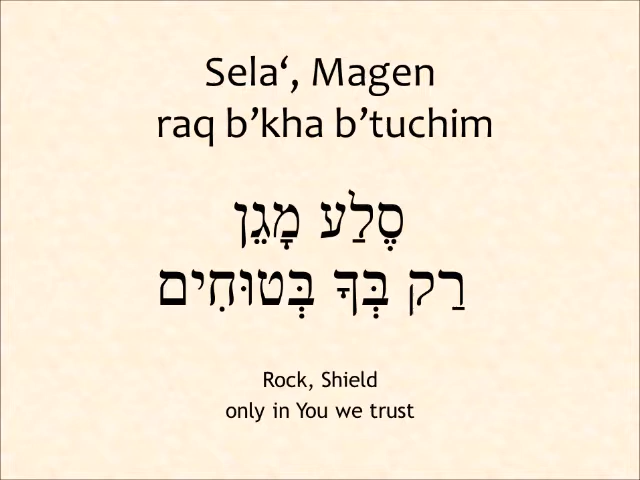 Sela‘, Magen
raq b’kha b’tuchim
סֶלַע מָגֵן
רַק בְּךָ בְּטוּחִים
Rock, Shield
only in You we trust